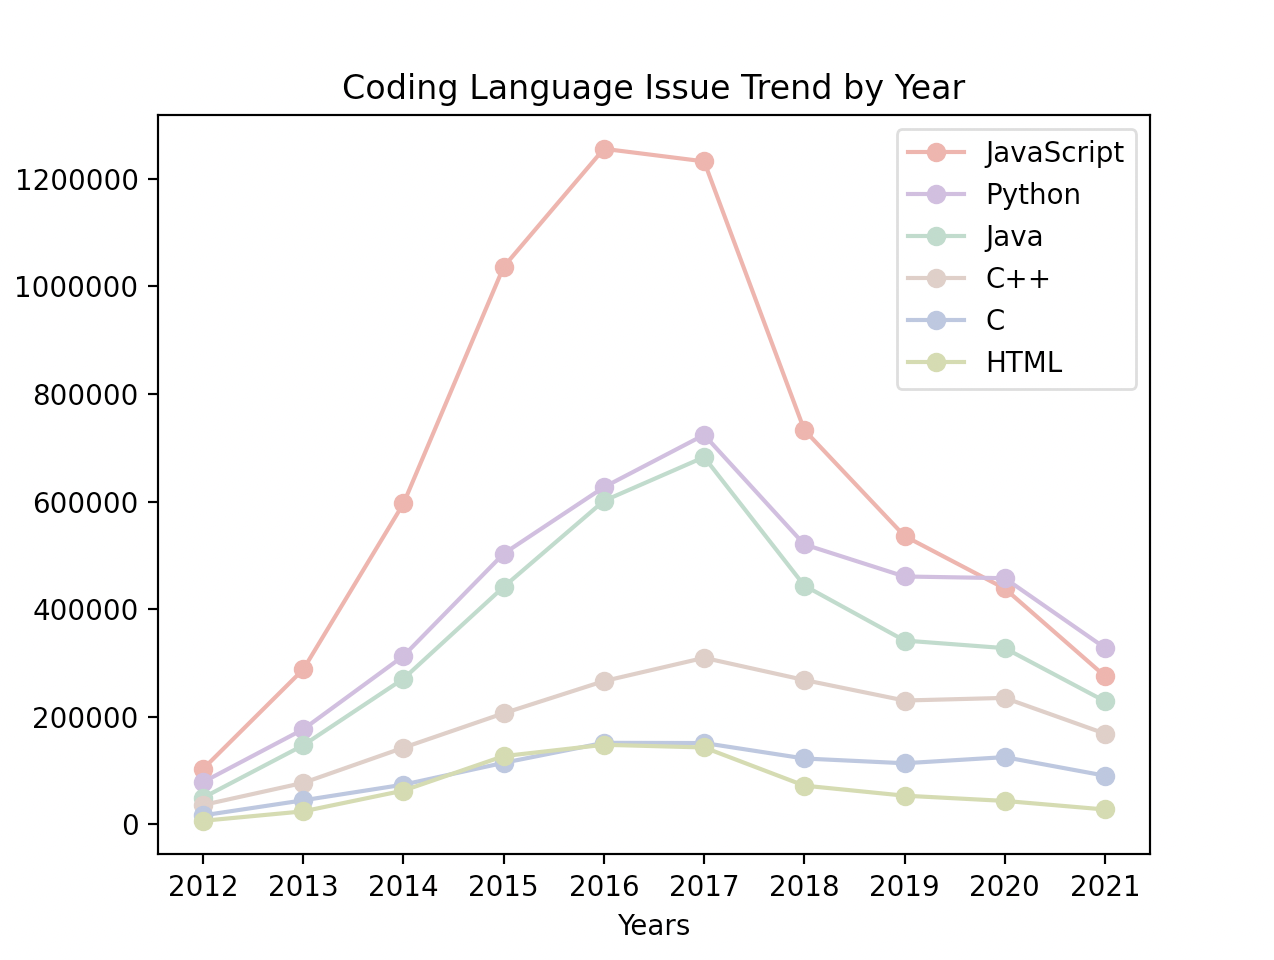 Coding Language Issue Trend by Year
1200000
1000000
800000
600000
400000
200000
0
JavaScript
Python
Java
C++
C
HTML
2012 2013 2014 2015 2016 2017 2018 2019 2020 2021
Years